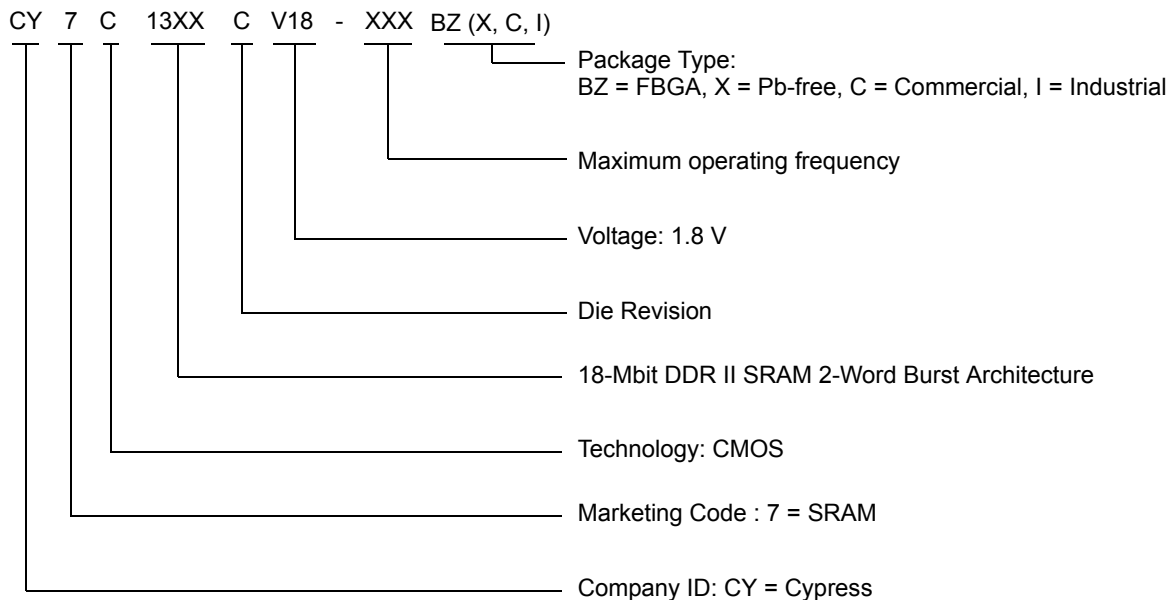 CY 7 C 13XX C V18 - XXX BZ (X, C, I)
Package Type:
BZ = FBGA, X = Pb-free, C = Commercial, I = Industrial
Maximum operating frequency
Voltage: 1.8 V
Die Revision
18-Mbit DDR II SRAM 2-Word Burst Architecture
Technology: CMOS
Marketing Code : 7 = SRAM
Company ID: CY = Cypress